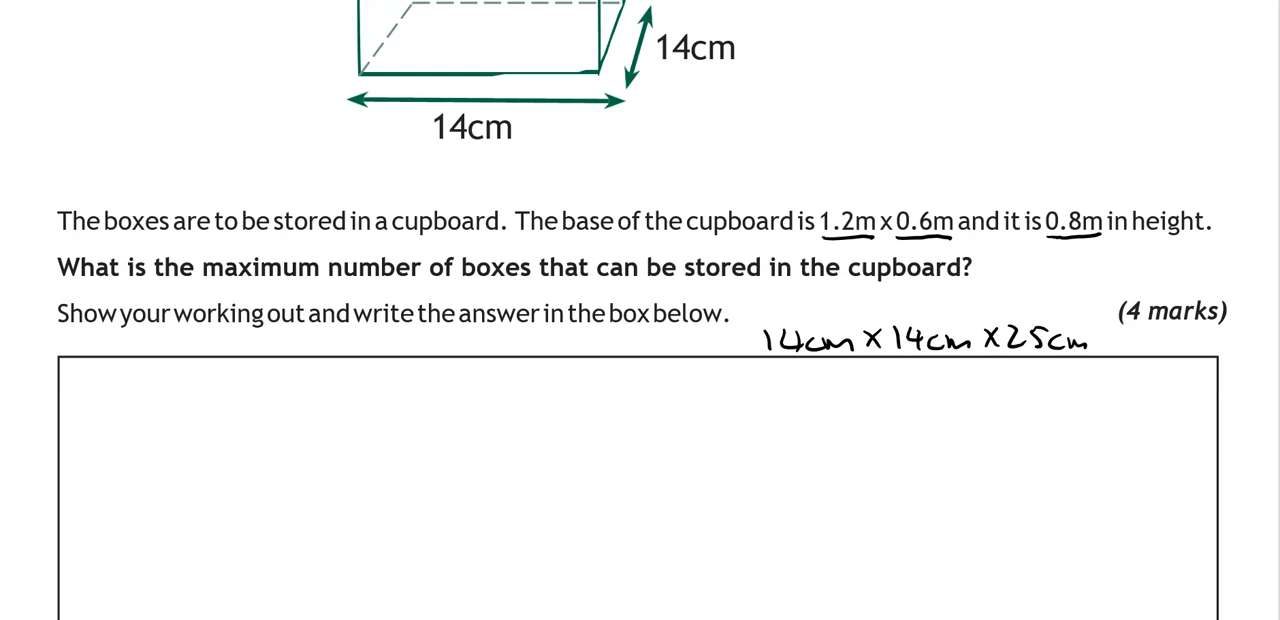 14cm
14cm
The boxes are to be stored in a cupboard. The base of the cupboard is 1.2m x 0.6m and it is 0.8m in height.
What is the maximum number of boxes that can be stored in the cupboard?
Show your working out and write the answer in the box below. (4 marks)
14cm x 14cm x 25cm